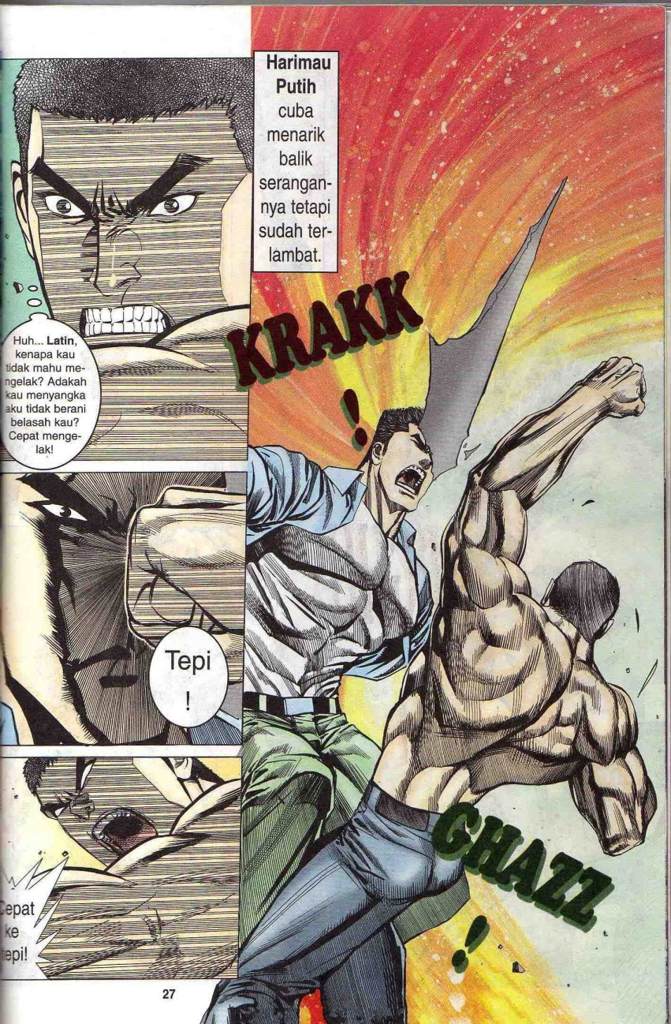 Harimau
Putih
cuba
menarik
balik
serangan-
nya tetapi
sudah ter-
lambat.
Huh... Latin,
kenapa kau
tidak mahu me-
ngelak? Adakah
kau menyangka
aku tidak berani
belasah kau?
Cepat menge-
lak!
KRAKK
!
Tepi
!
Cepat
ke
tepi!
GHAZZ
!
27